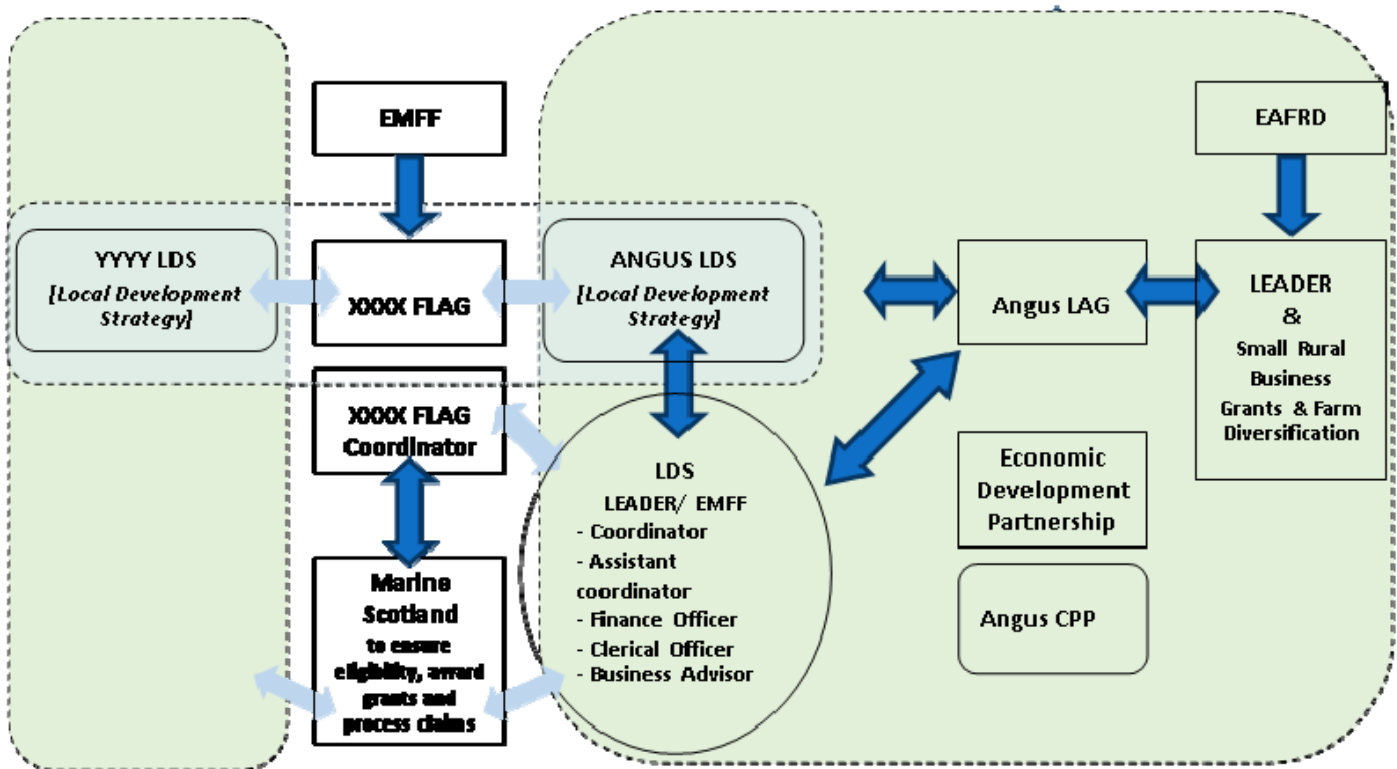 EMFF
EAFRD
YYYY LDS
[Local Development
Strategy]
XXXX FLAG
ANGUS LDS
[Local Development
Strategy]
Angus LAG
LEADER
&
Small Rural
Business
Grants & Farm
Diversification
XXXX FLAG
Coordinator
LDS
LEADER/ EMFF
- Coordinator
- Assistant
coordinator
- Finance Officer
- Clerical Officer
- Business Advisor
Economic
Development
Partnership
Marine
Scotland
to ensure
eligibility, award
grants and
process claims
Angus CPP